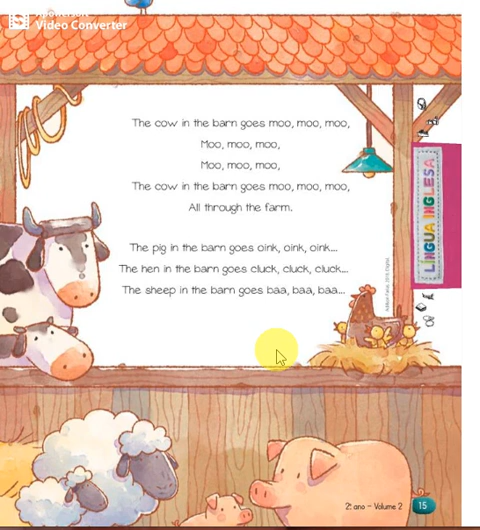 Apowersoft
Video Converter
The cow in the barn goes moo, moo, moo,
Moo, moo, moo,
Moo, moo, moo,
The cow in the barn goes moo, moo, moo,
All through the farm.
The pig in the barn goes oink, oink, oink...
The hen in the barn goes cluck, cluck, cluck...
The sheep in the barn goes baa, baa, baa...
LÍNGUA INGLESA
2º. ano – Volume 2
15